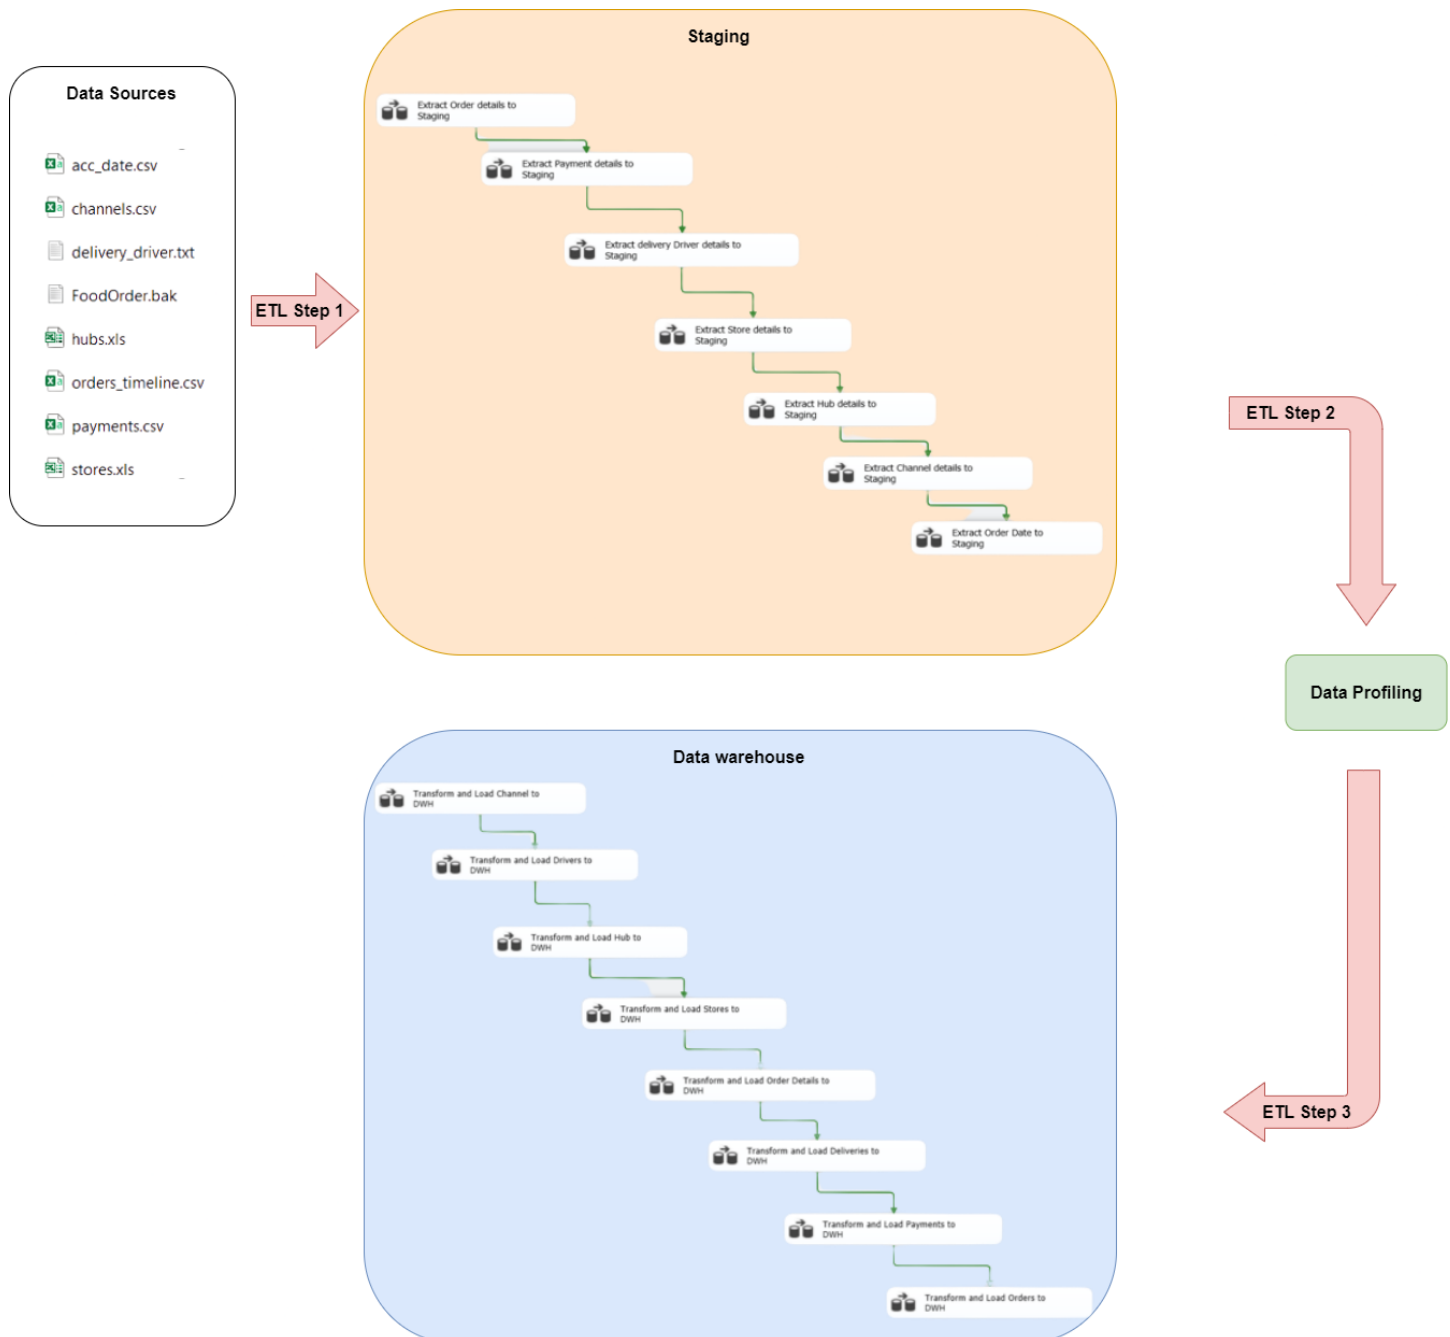 Data Sources
acc_date.csv
channels.csv
delivery_driver.txt
FoodOrder.bak
hubs.xls
orders_timeline.csv
payments.csv
stores.xls
ETL Step 1
Staging
Extract Order details to
Staging
Extract Payment details to
Staging
Extract delivery Driver details to
Staging
Extract Store details to
Staging
Extract Hub details to
Staging
Extract Channel details to
Staging
Extract Order Date to
Staging
ETL Step 2
Data Profiling
ETL Step 3
Data warehouse
Transform and Load Channel to
DWH
Transform and Load Drivers to
DWH
Transform and Load Hub to
DWH
Transform and Load Stores to
DWH
Trasnform and Load Order Details to
DWH
Transform and Load Deliveries to
DWH
Transform and Load Payments to
DWH
Transform and Load Orders to
DWH